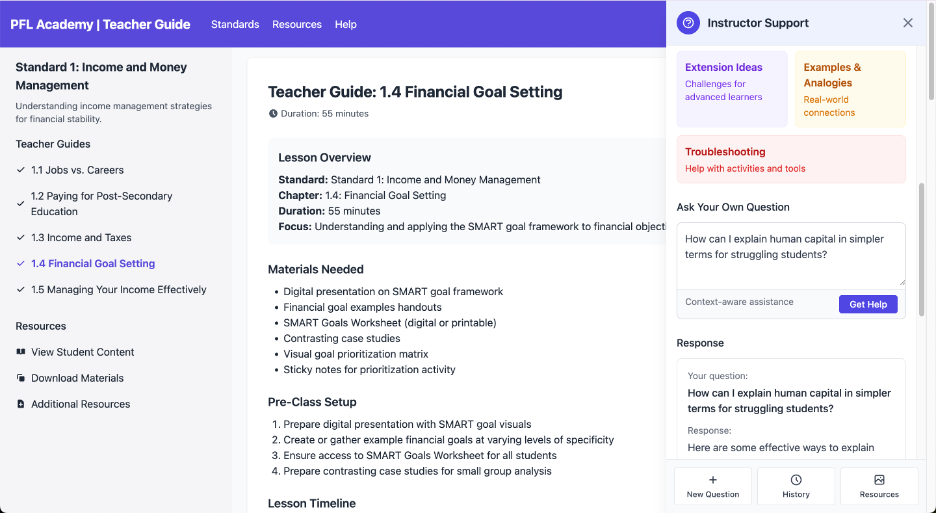 PFL Academy | Teacher Guide
Standards
Resources
Help
Standard 1: Income and Money
Management
Understanding income management strategies
for financial stability.
Teacher Guides
1.1 Jobs vs. Careers
1.2 Paying for Post-Secondary
Education
1.3 Income and Taxes
1.4 Financial Goal Setting
1.5 Managing Your Income Effectively
Resources
View Student Content
Download Materials
Additional Resources
Teacher Guide: 1.4 Financial Goal Setting
Duration: 55 minutes
Lesson Overview
Standard: Standard 1: Income and Money Management
Chapter: 1.4: Financial Goal Setting
Duration: 55 minutes
Focus: Understanding and applying the SMART goal framework to financial objecti
Materials Needed
• Digital presentation on SMART goal framework
• Financial goal examples handouts
• SMART Goals Worksheet (digital or printable)
• Contrasting case studies
• Visual goal prioritization matrix
• Sticky notes for prioritization activity
Pre-Class Setup
1. Prepare digital presentation with SMART goal visuals
2. Create or gather example financial goals at varying levels of specificity
3. Ensure access to SMART Goals Worksheet for all students
4. Prepare contrasting case studies for small group analysis
Lesson Timeline
Instructor Support
Extension Ideas
Challenges for
advanced learners
Examples &
Analogies
Real-world
connections
Troubleshooting
Help with activities and tools
Ask Your Own Question
How can I explain human capital in simpler
terms for struggling students?
Context-aware assistance
Get Help
Response
Your question:
How can I explain human capital in simpler
terms for struggling students?
Response:
Here are some effective ways to explain
New Question
History
Resources